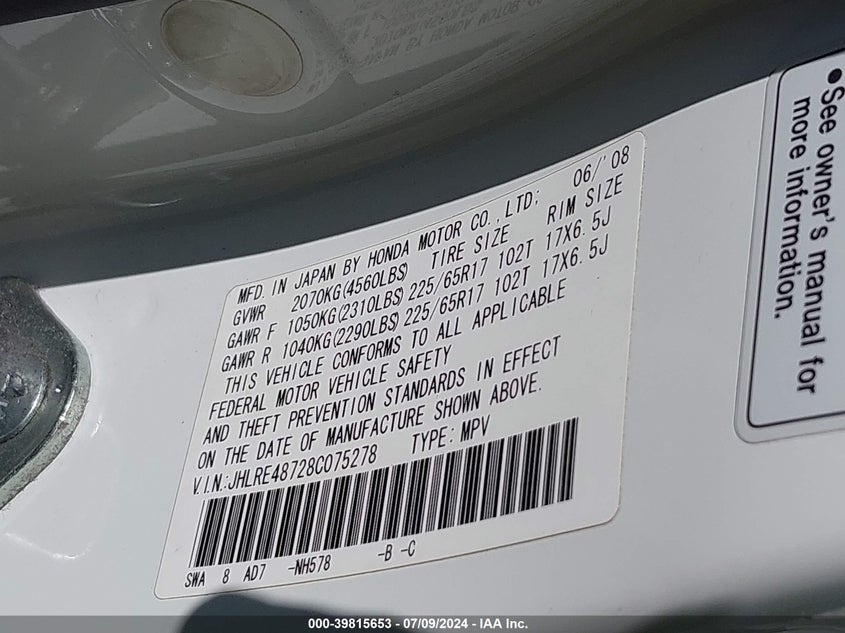 MFD. IN JAPAN BY HONDA MOTOR CO.,LTD; 06/'08
GVWR 2070KG(4560LBS) TIRE SIZE RIM SIZE
GAWR F 1050KG(2310LBS) 225/65R17 102T 17X6.5J
GAWR R 1040KG(2290LBS) 225/65R17 102T 17X6.5J
THIS VEHICLE CONFORMS TO ALL APPLICABLE
FEDERAL MOTOR VEHICLE SAFETY
AND THEFT PREVENTION STANDARDS IN EFFECT
ON THE DATE OF MANUFACTURE SHOWN ABOVE.
V.I.N.:JHLRE48728C075278 TYPE: MPV
SWA 8 AD7 -NH578 -B -C
●See owner's manual for
more information.
000-39815653 - 07/09/2024 - IAA Inc.